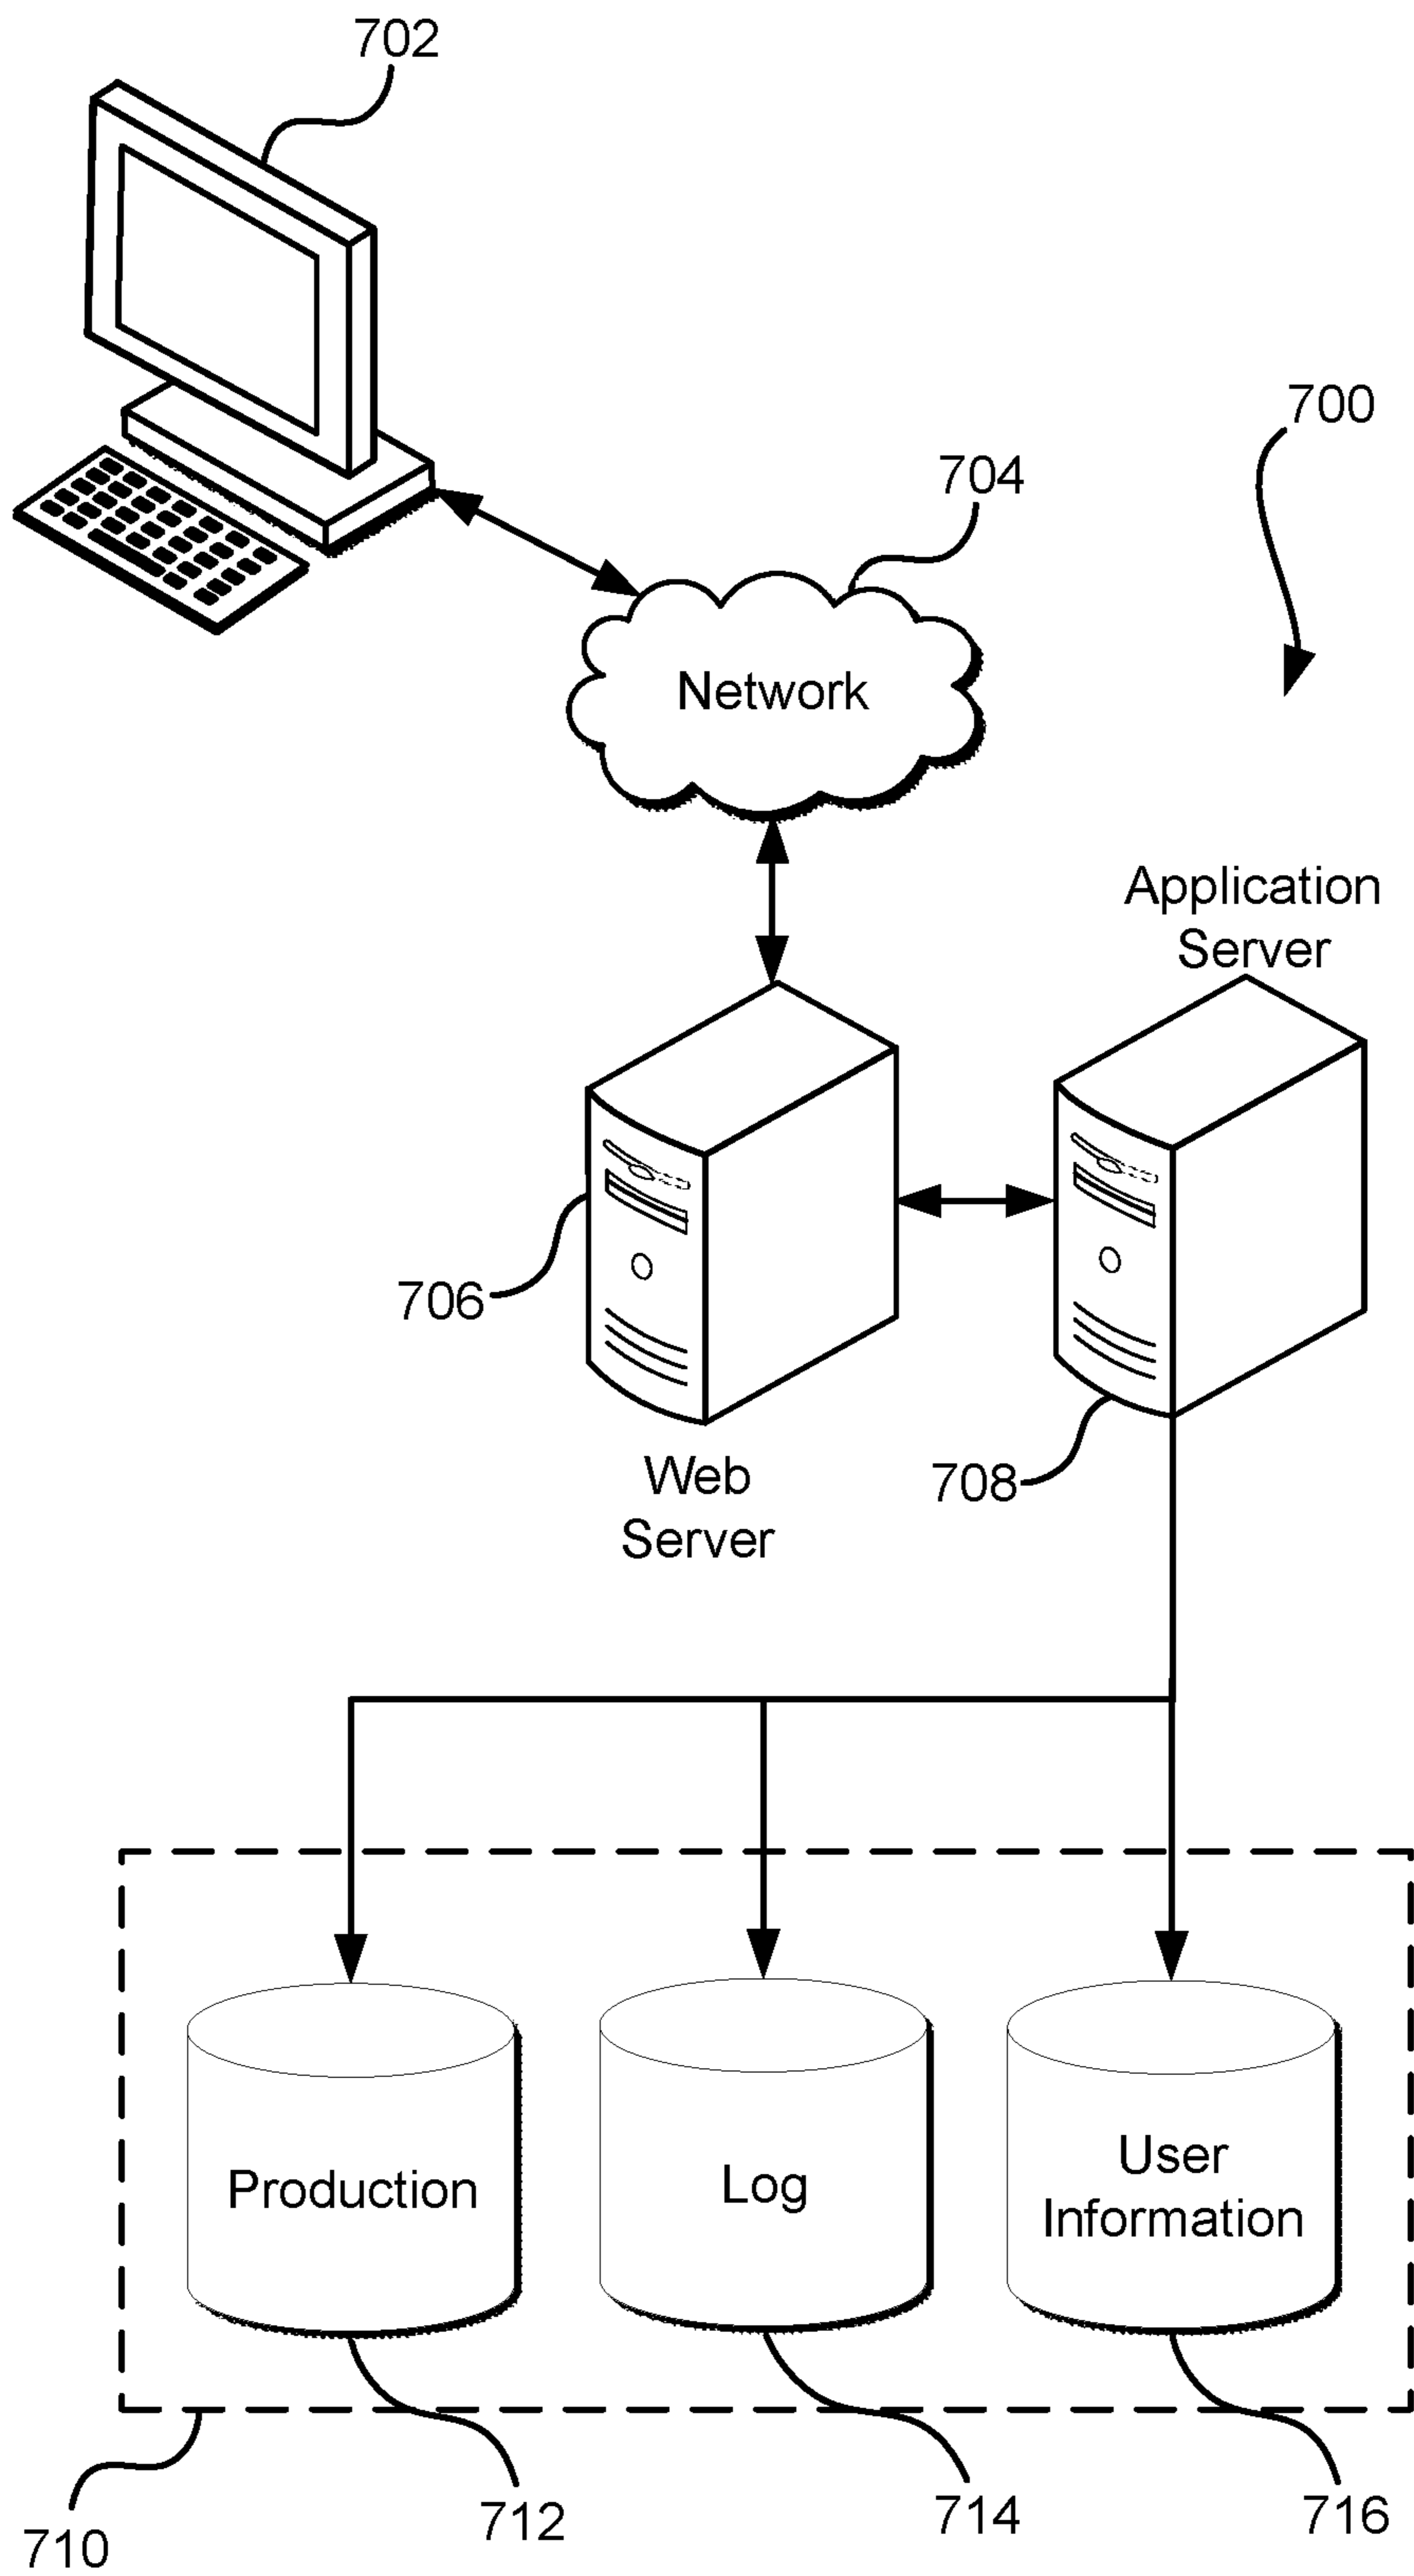 702
700
704
Network
Application
Server
706
708
Web
Server
Production
Log
User
Information
710
712
714
716